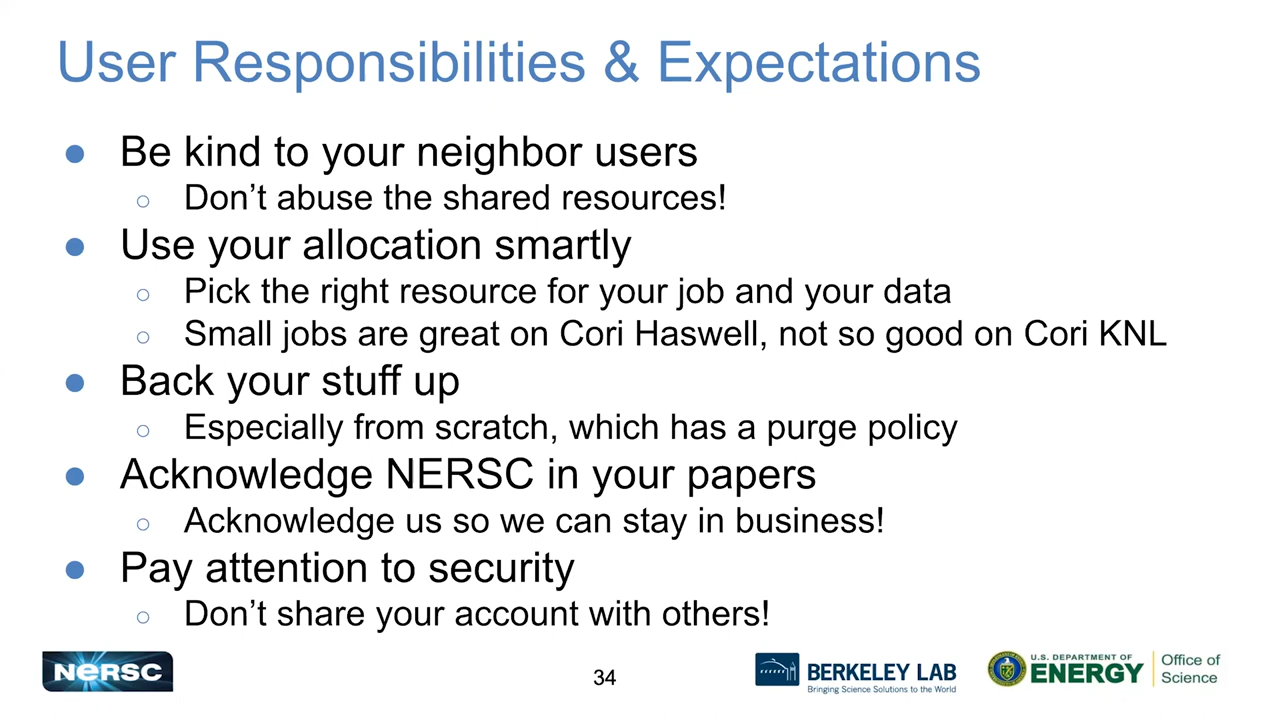 User Responsibilities & Expectations
● Be kind to your neighbor users
○ Don’t abuse the shared resources!
● Use your allocation smartly
○ Pick the right resource for your job and your data
○ Small jobs are great on Cori Haswell, not so good on Cori KNL
● Back your stuff up
○ Especially from scratch, which has a purge policy
● Acknowledge NERSC in your papers
○ Acknowledge us so we can stay in business!
● Pay attention to security
○ Don’t share your account with others!
NERSC
34
BERKELEY LAB
Bringing Science Solutions to the World
U.S. DEPARTMENT OF
ENERGY
Office of
Science